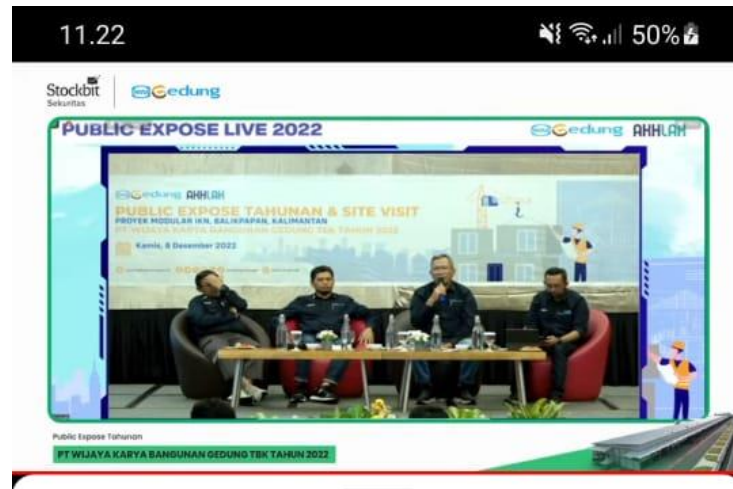 11.22
50%
Stockbit
Sekuritas
Gedung
PUBLIC EXPOSE LIVE 2022
Gedung AKHLAK
Gedung AKHLAK
PUBLIC EXPOSE TAHUNAN & SITE VISIT
PROYEK MODULAR IKN, BALIKPAPAN, KALIMANTAN
PT WIJAYA KARYA BANGUNAN GEDUNG TBK TAHUN 2022
Kamis, 8 Desember 2022
Public Expose Tahunan
PT WIJAYA KARYA BANGUNAN GEDUNG TBK TAHUN 2022